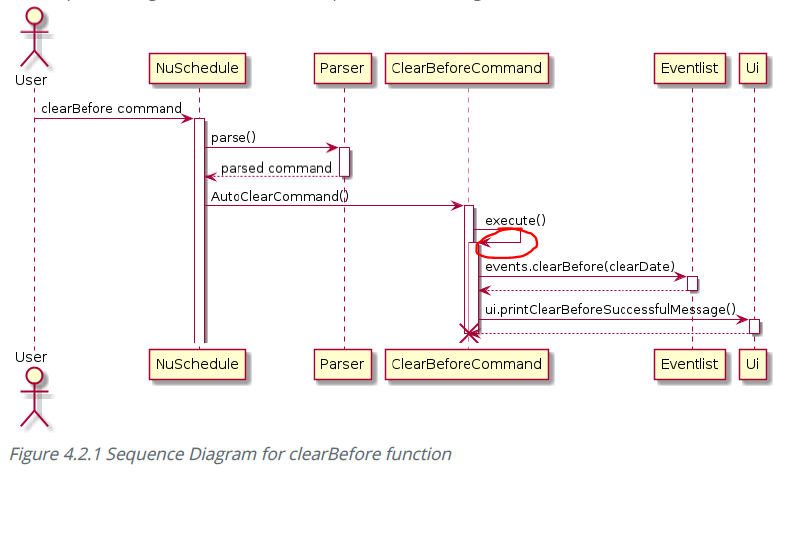 User
NuSchedule
Parser
ClearBeforeCommand
Eventlist
Ui
clearBefore command
parse()
parsed command
AutoClearCommand()
execute()
events.clearBefore(clearDate)
ui.printClearBeforeSuccessfulMessage()
User
NuSchedule
Parser
ClearBeforeCommand
Eventlist
Ui
Figure 4.2.1 Sequence Diagram for clearBefore function